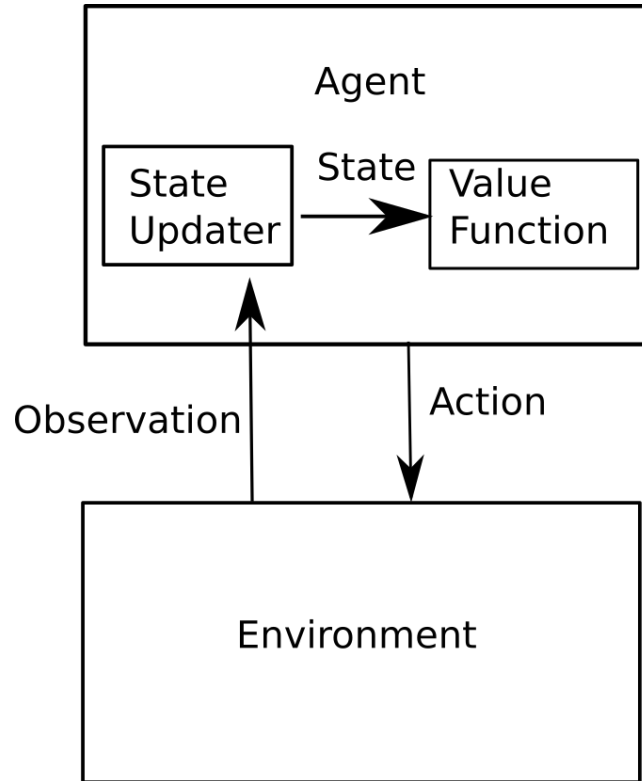 Agent
State
Updater
State
Value
Function
Observation
Action
Environment